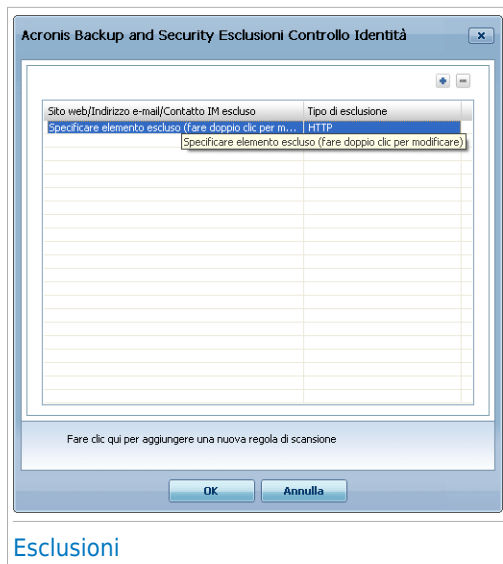 Acronis Backup and Security Esclusioni Controllo Identità
Sito web/Indirizzo e-mail/Contatto IM escluso Tipo di esclusione
Specificare elemento escluso (fare doppio clic per m... HTTP
Specificare elemento escluso (fare doppio clic per modificare)
Fare clic qui per aggiungere una nuova regola di scansione
OK Annulla
Esclusioni